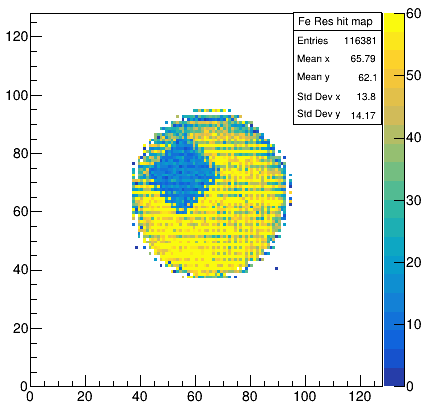 Fe Res hit map
Entries 116381
Mean x 65.79
Mean y 62.1
Std Dev x 13.8
Std Dev y 14.17
120
100
80
60
40
20
0
0 20 40 60 80 100 120
60
50
40
30
20
10
0